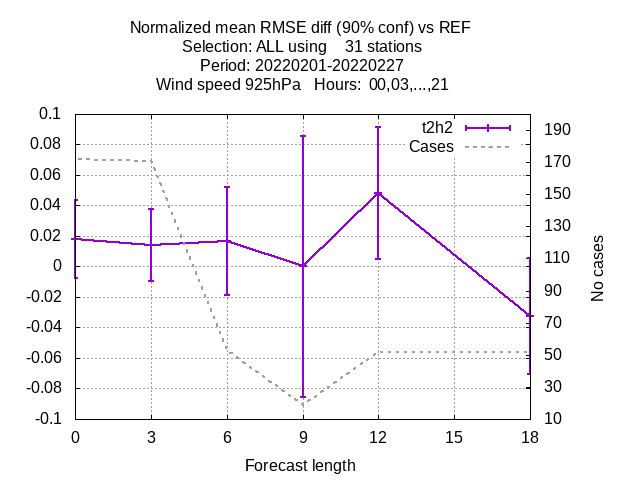 Normalized mean RMSE diff (90% conf) vs REF
Selection: ALL using    31 stations
Period: 20220201-20220227
Wind speed 925hPa   Hours:  00,03,...,21
t2h2
Cases
0.1
0.08
0.06
0.04
0.02
0
-0.02
-0.04
-0.06
-0.08
-0.1
190
170
150
130
110
90
70
50
30
10
No cases
0 3 6 9 12 15 18
Forecast length